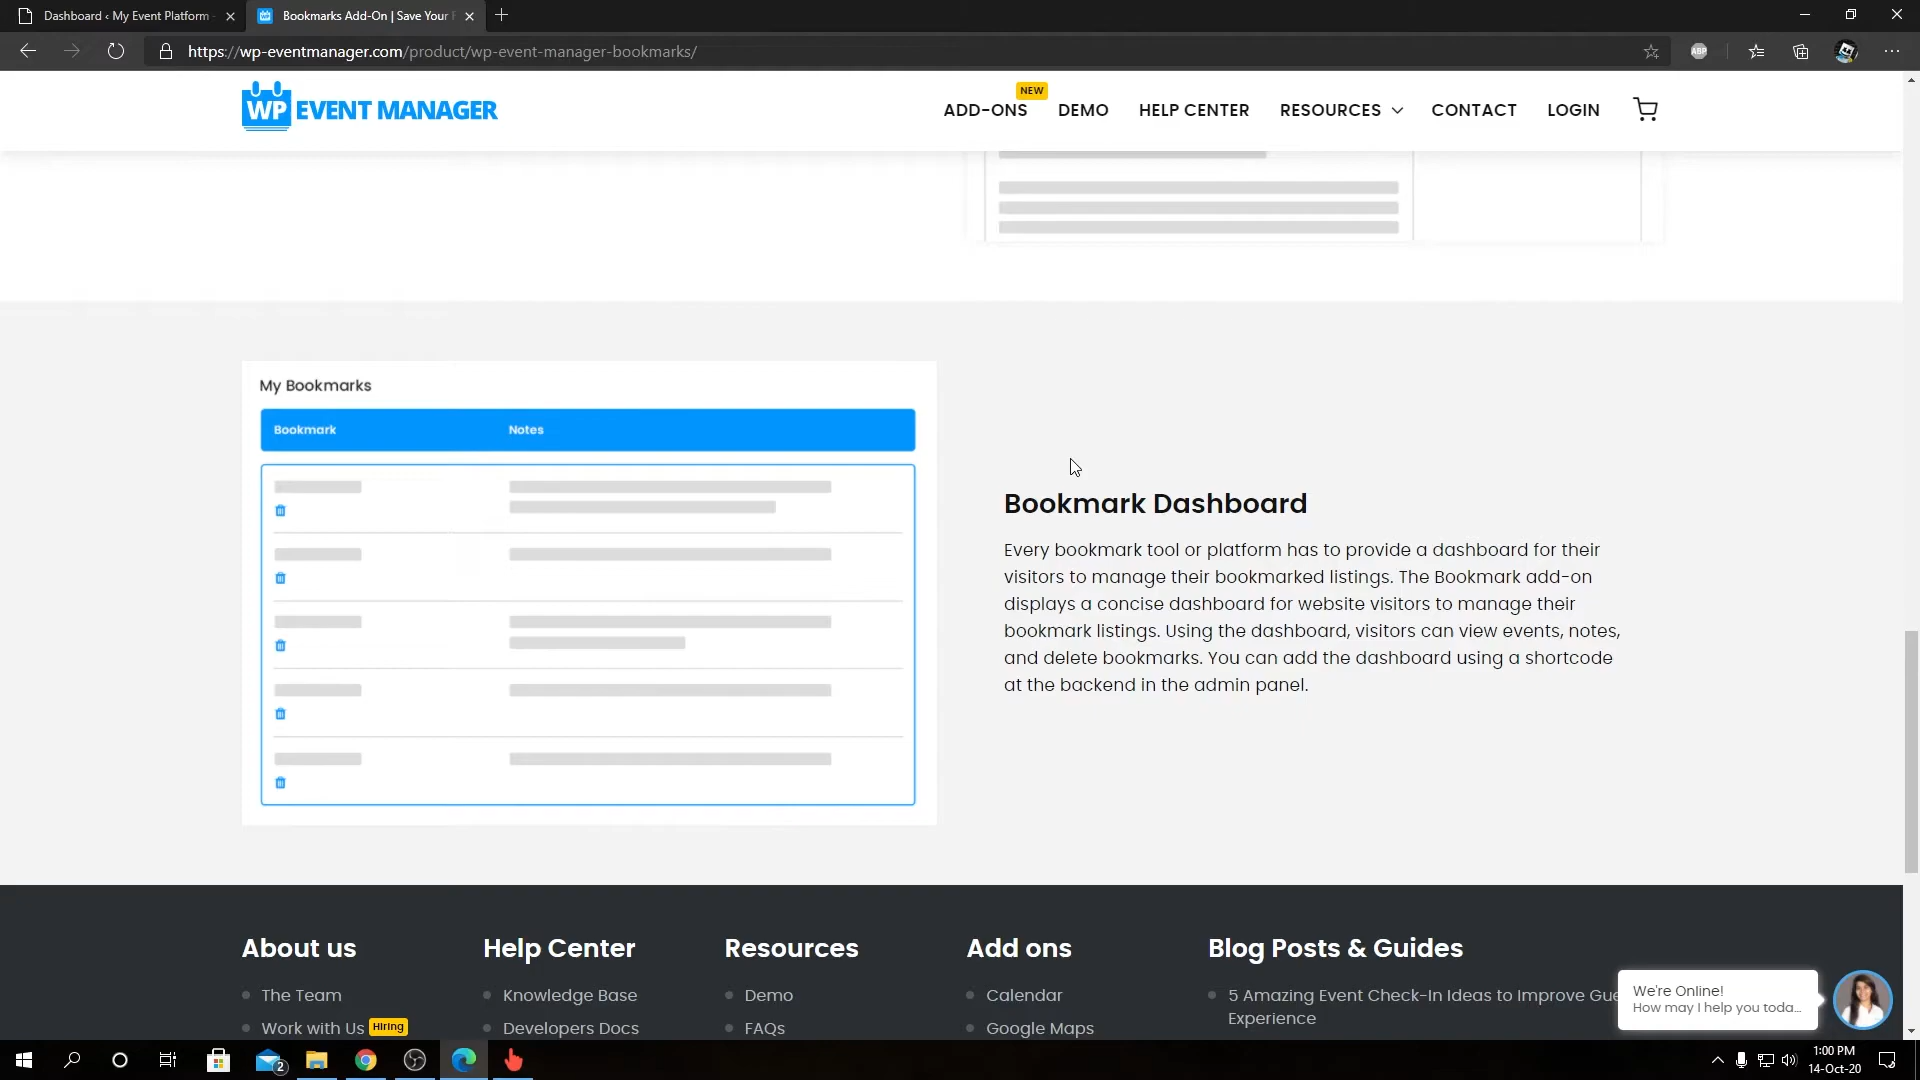 Dashboard ‹ My Event Platform
Bookmarks Add-On | Save Your F
https://wp-eventmanager.com/product/wp-event-manager-bookmarks/
ABP
WP EVENT MANAGER
NEW
ADD-ONS DEMO HELP CENTER RESOURCES CONTACT LOGIN
My Bookmarks
Bookmark Notes
Bookmark Dashboard
Every bookmark tool or platform has to provide a dashboard for their
visitors to manage their bookmarked listings. The Bookmark add-on
displays a concise dashboard for website visitors to manage their
bookmark listings. Using the dashboard, visitors can view events, notes,
and delete bookmarks. You can add the dashboard using a shortcode
at the backend in the admin panel.
About us Help Center Resources Add ons Blog Posts & Guides
The Team Knowledge Base Demo Calendar 5 Amazing Event Check-In Ideas to Improve Gue
Experience
Work with Us Hiring Developers Docs FAQs Google Maps
We're Online!
How may I help you toda...
2
1:00 PM
14-Oct-20